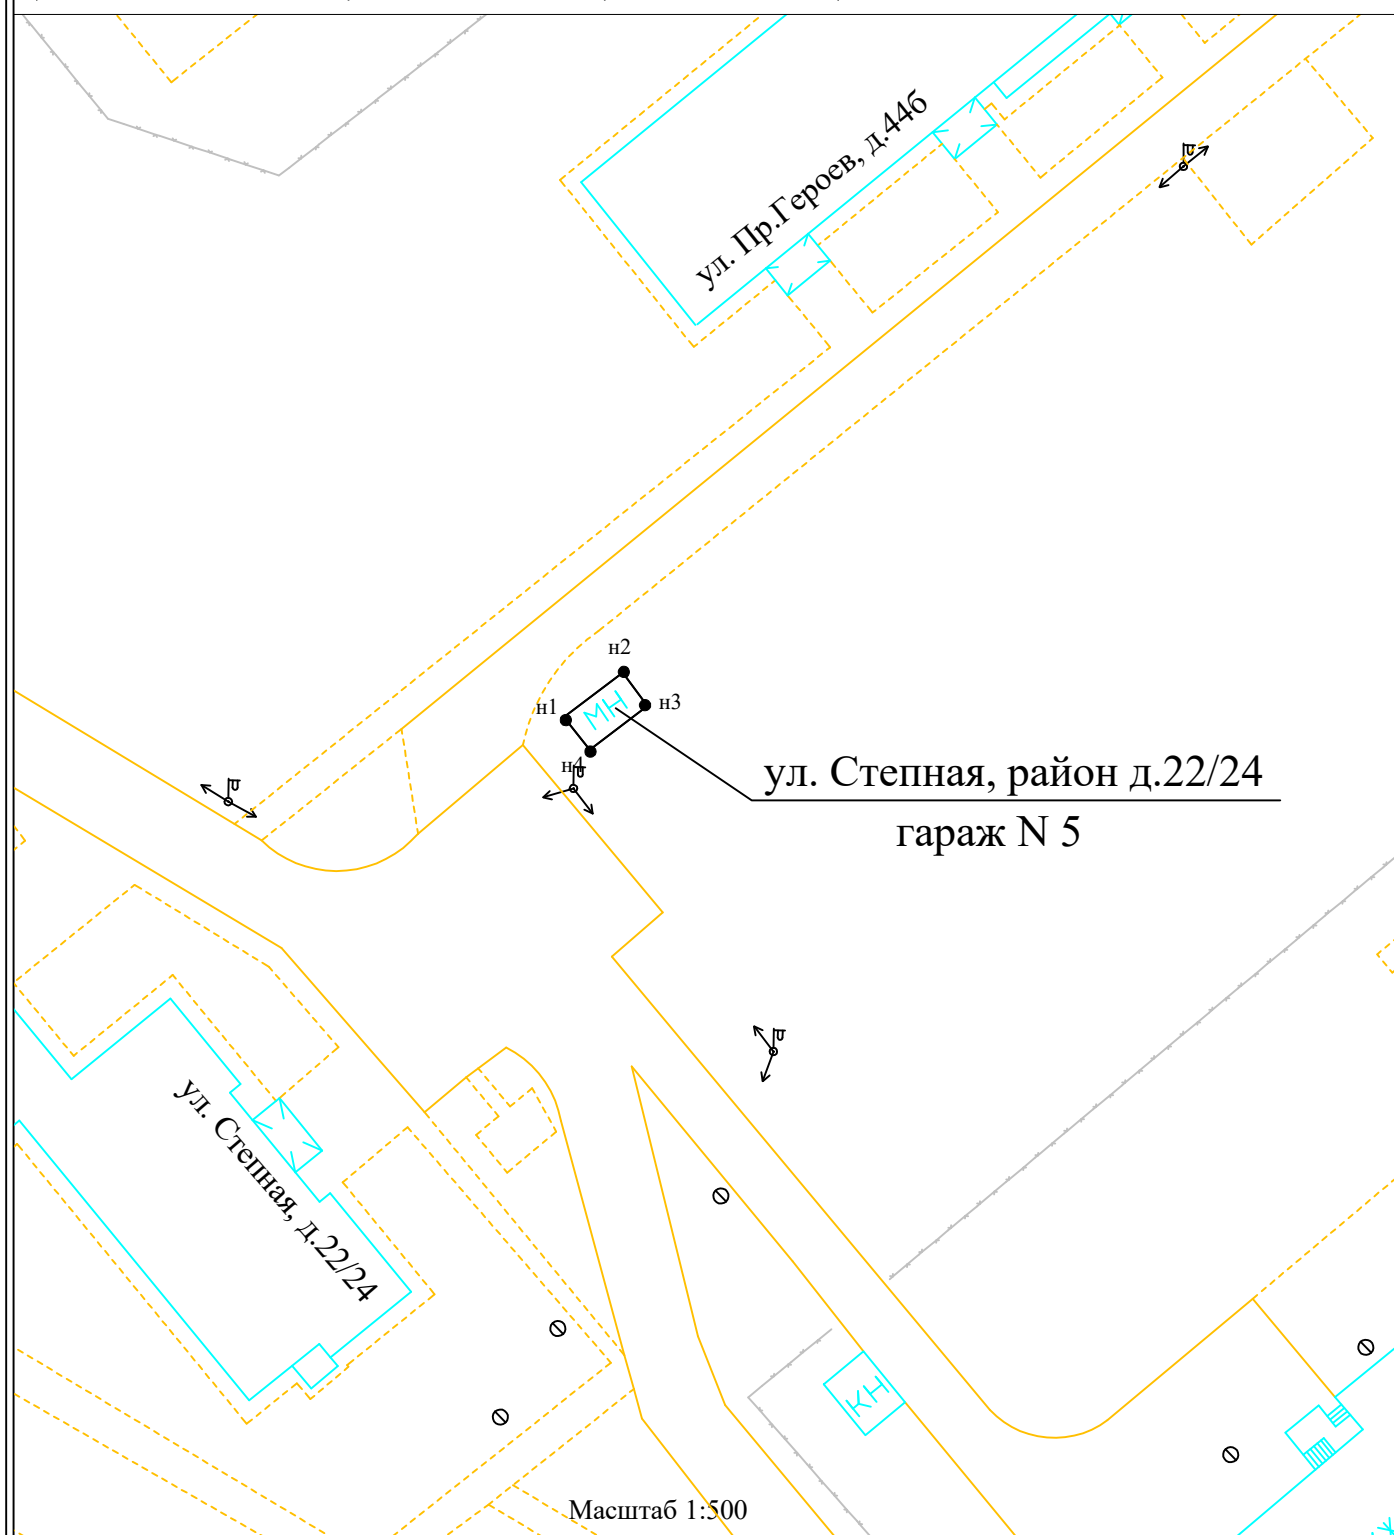 ул. Пр.Героев, д.44б
н2
н1
н3
МН
н4
ул. Степная, район д.22/24
гараж N 5
ул. Степная, д.22/24
КН
Масштаб 1:500